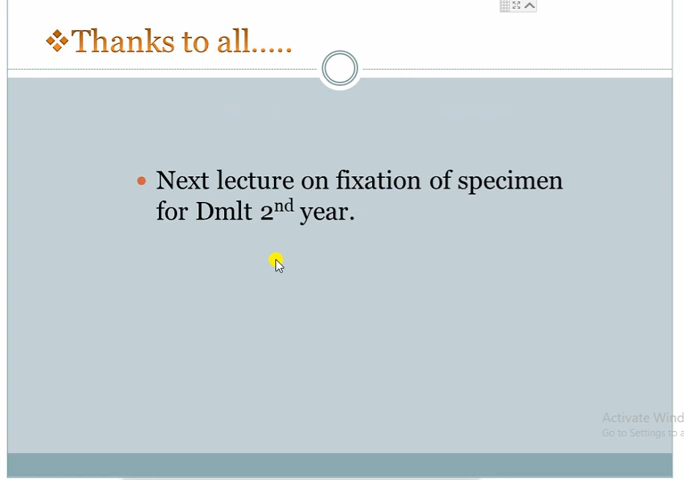 ❖Thanks to all.....
• Next lecture on fixation of specimen
for Dmlt 2nd year.
Activate Wind
Go to Settings to a